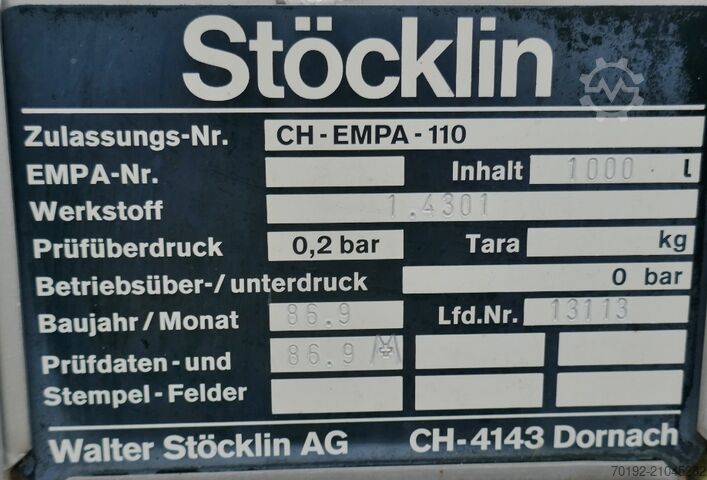 Stöcklin
Zulassungs-Nr. CH-EMPA-110
EMPA-Nr. Inhalt 1000 l
Werkstoff 1.4301
Prüfüberdruck 0,2 bar Tara kg
Betriebsüber-/unterdruck 0 bar
Baujahr/Monat 86.9 Lfd.Nr. 13113
Prüfdaten-und 86.9
Stempel-Felder
Walter Stöcklin AG CH-4143 Dornach
70192-21045282